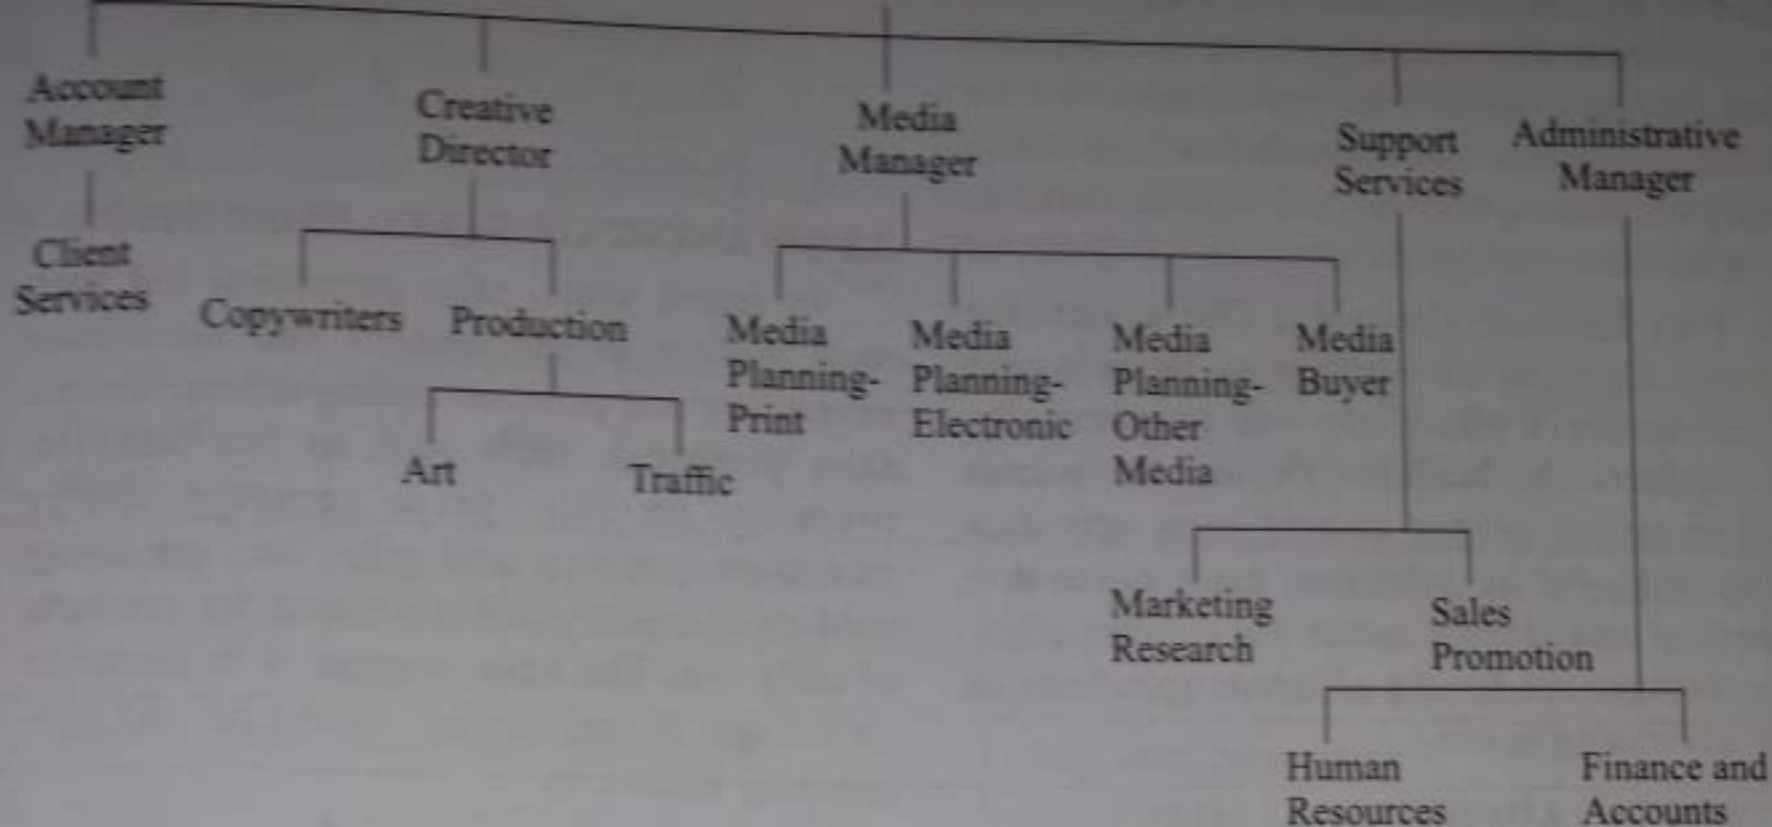 Account
Manager
Creative
Director
Media
Manager
Support
Services
Administrative
Manager
Client
Services
Copywriters
Production
Media
Planning-
Print
Media
Planning-
Electronic
Media
Planning-
Other
Media
Media
Buyer
Art
Traffic
Marketing
Research
Sales
Promotion
Human
Resources
Finance and
Accounts